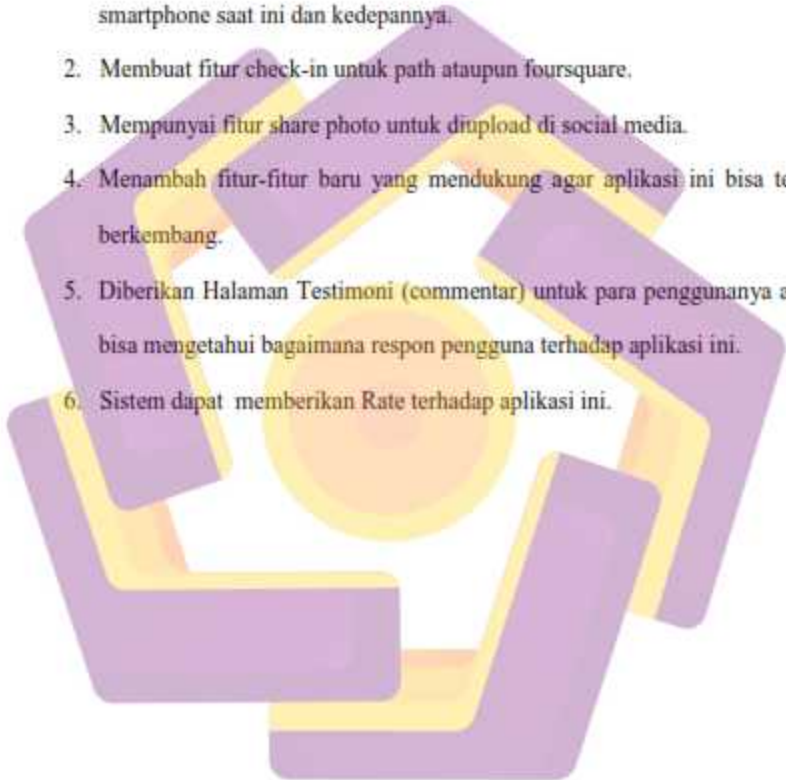 smartphone saat ini dan kedepannya.
2. Membuat fitur check-in untuk path ataupun foursquare.
3. Mempunyai fitur share photo untuk diupload di social media.
4. Menambah fitur-fitur baru yang mendukung agar aplikasi ini bisa
berkembang.
5. Diberikan Halaman Testimoni (commentar) untuk para penggunanya
bisa mengetahui bagaimana respon pengguna terhadap aplikasi ini.
6. Sistem dapat memberikan Rate terhadap aplikasi ini.